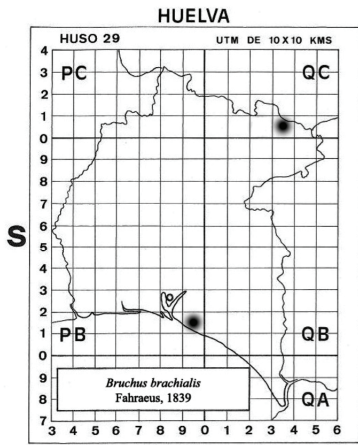 HUELVA
HUSO 29 UTM DE 10 X 10 KMS
4 PC QC
3
2
1
0
9
8
7
6
S 5
4
3
2
1 PB QB
0
9
8 QA
7
Bruchus brachialis
Fahraeus, 1839
3 4 5 6 7 8 9 0 1 2 3 4 5 6